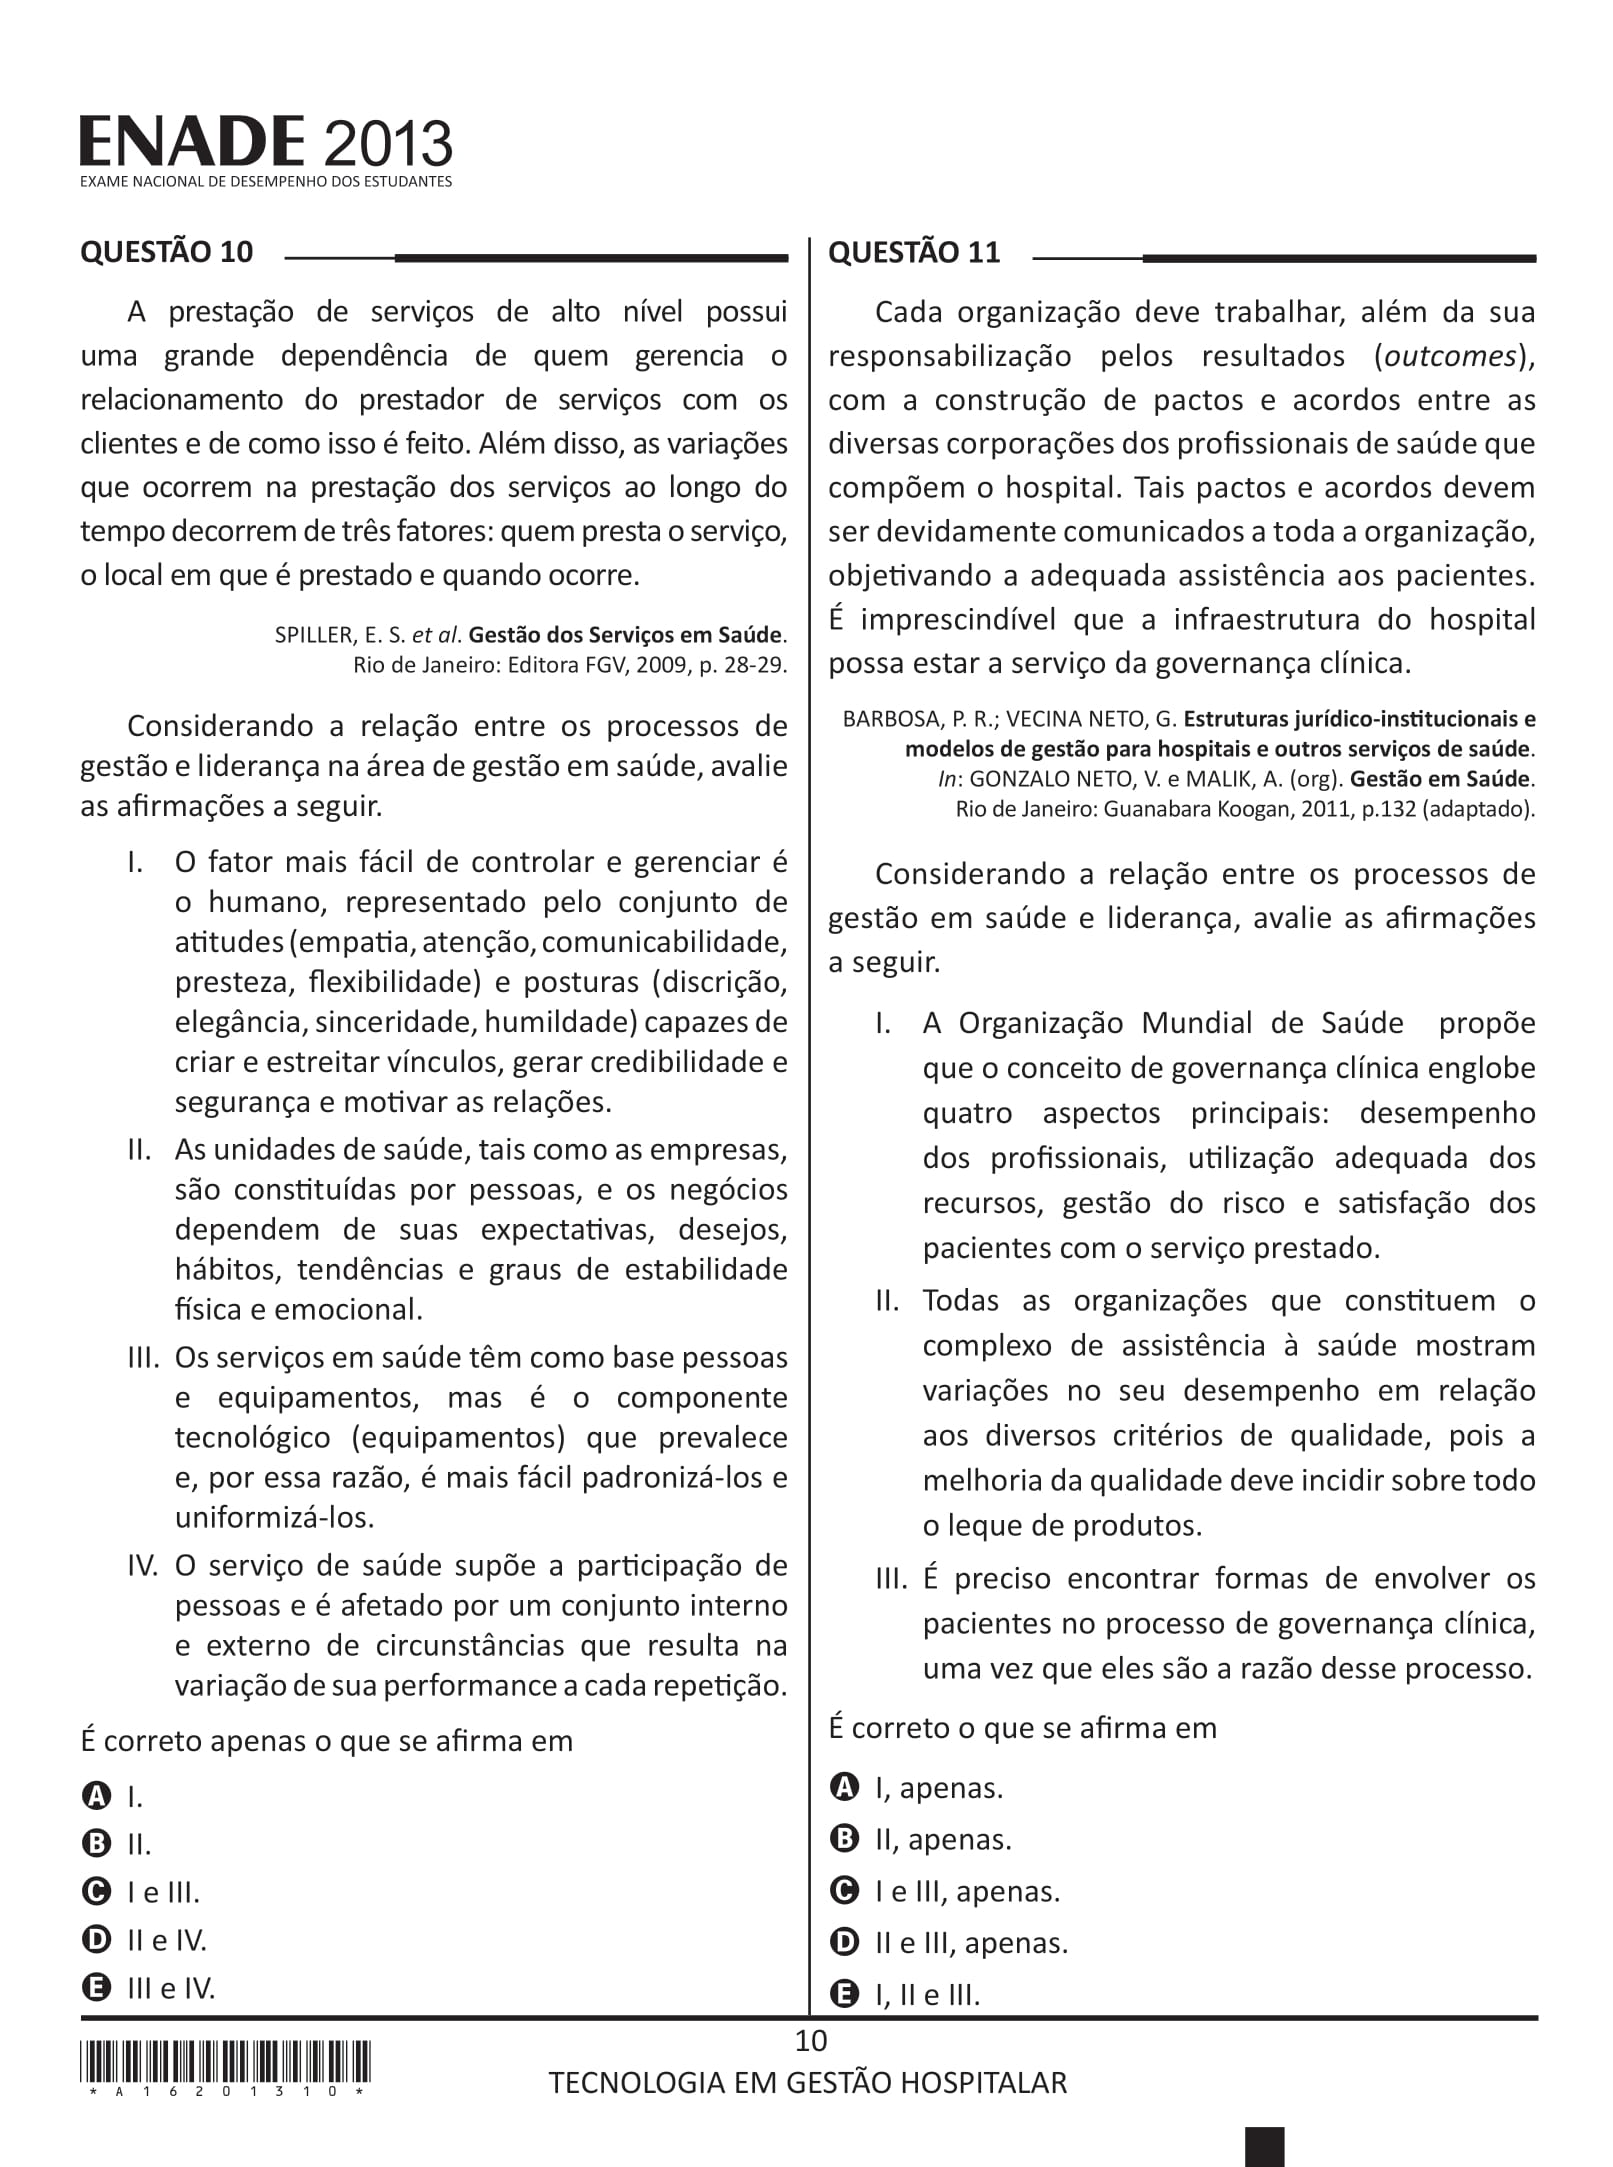 ENADE 2013
EXAME NACIONAL DE DESEMPENHO DOS ESTUDANTES
QUESTÃO 10
A prestação de serviços de alto nível possui
uma grande dependência de quem gerencia o
relacionamento do prestador de serviços com os
clientes e de como isso é feito. Além disso, as variações
que ocorrem na prestação dos serviços ao longo do
tempo decorrem de três fatores: quem presta o serviço,
o local em que é prestado e quando ocorre.
SPILLER, E. S. et al. Gestão dos Serviços em Saúde.
Rio de Janeiro: Editora FGV, 2009, p. 28-29.
Considerando a relação entre os processos de
gestão e liderança na área de gestão em saúde, avalie
as afirmações a seguir.
I. O fator mais fácil de controlar e gerenciar é
o humano, representado pelo conjunto de
atitudes (empatia, atenção, comunicabilidade,
presteza, flexibilidade) e posturas (discrição,
elegância, sinceridade, humildade) capazes de
criar e estreitar vínculos, gerar credibilidade e
segurança e motivar as relações.
II. As unidades de saúde, tais como as empresas,
são constituídas por pessoas, e os negócios
dependem de suas expectativas, desejos,
hábitos, tendências e graus de estabilidade
física e emocional.
III. Os serviços em saúde têm como base pessoas
e equipamentos, mas é o componente
tecnológico (equipamentos) que prevalece
e, por essa razão, é mais fácil padronizá-los e
uniformizá-los.
IV. O serviço de saúde supõe a participação de
pessoas e é afetado por um conjunto interno
e externo de circunstâncias que resulta na
variação de sua performance a cada repetição.
É correto apenas o que se afirma em
A I.
B II.
C I e III.
D II e IV.
E III e IV.
QUESTÃO 11
Cada organização deve trabalhar, além da sua
responsabilização pelos resultados (outcomes),
com a construção de pactos e acordos entre as
diversas corporações dos profissionais de saúde que
compõem o hospital. Tais pactos e acordos devem
ser devidamente comunicados a toda a organização,
objetivando a adequada assistência aos pacientes.
É imprescindível que a infraestrutura do hospital
possa estar a serviço da governança clínica.
BARBOSA, P. R.; VECINA NETO, G. Estruturas jurídico-institucionais e
modelos de gestão para hospitais e outros serviços de saúde.
In: GONZALO NETO, V. e MALIK, A. (org). Gestão em Saúde.
Rio de Janeiro: Guanabara Koogan, 2011, p.132 (adaptado).
Considerando a relação entre os processos de
gestão em saúde e liderança, avalie as afirmações
a seguir.
I. A Organização Mundial de Saúde propõe
que o conceito de governança clínica englobe
quatro aspectos principais: desempenho
dos profissionais, utilização adequada dos
recursos, gestão do risco e satisfação dos
pacientes com o serviço prestado.
II. Todas as organizações que constituem o
complexo de assistência à saúde mostram
variações no seu desempenho em relação
aos diversos critérios de qualidade, pois a
melhoria da qualidade deve incidir sobre todo
o leque de produtos.
III. É preciso encontrar formas de envolver os
pacientes no processo de governança clínica,
uma vez que eles são a razão desse processo.
É correto o que se afirma em
A I, apenas.
B II, apenas.
C I e III, apenas.
D II e III, apenas.
E I, II e III.
10
TECNOLOGIA EM GESTÃO HOSPITALAR
* A 1 6 2 0 1 3 1 0 *